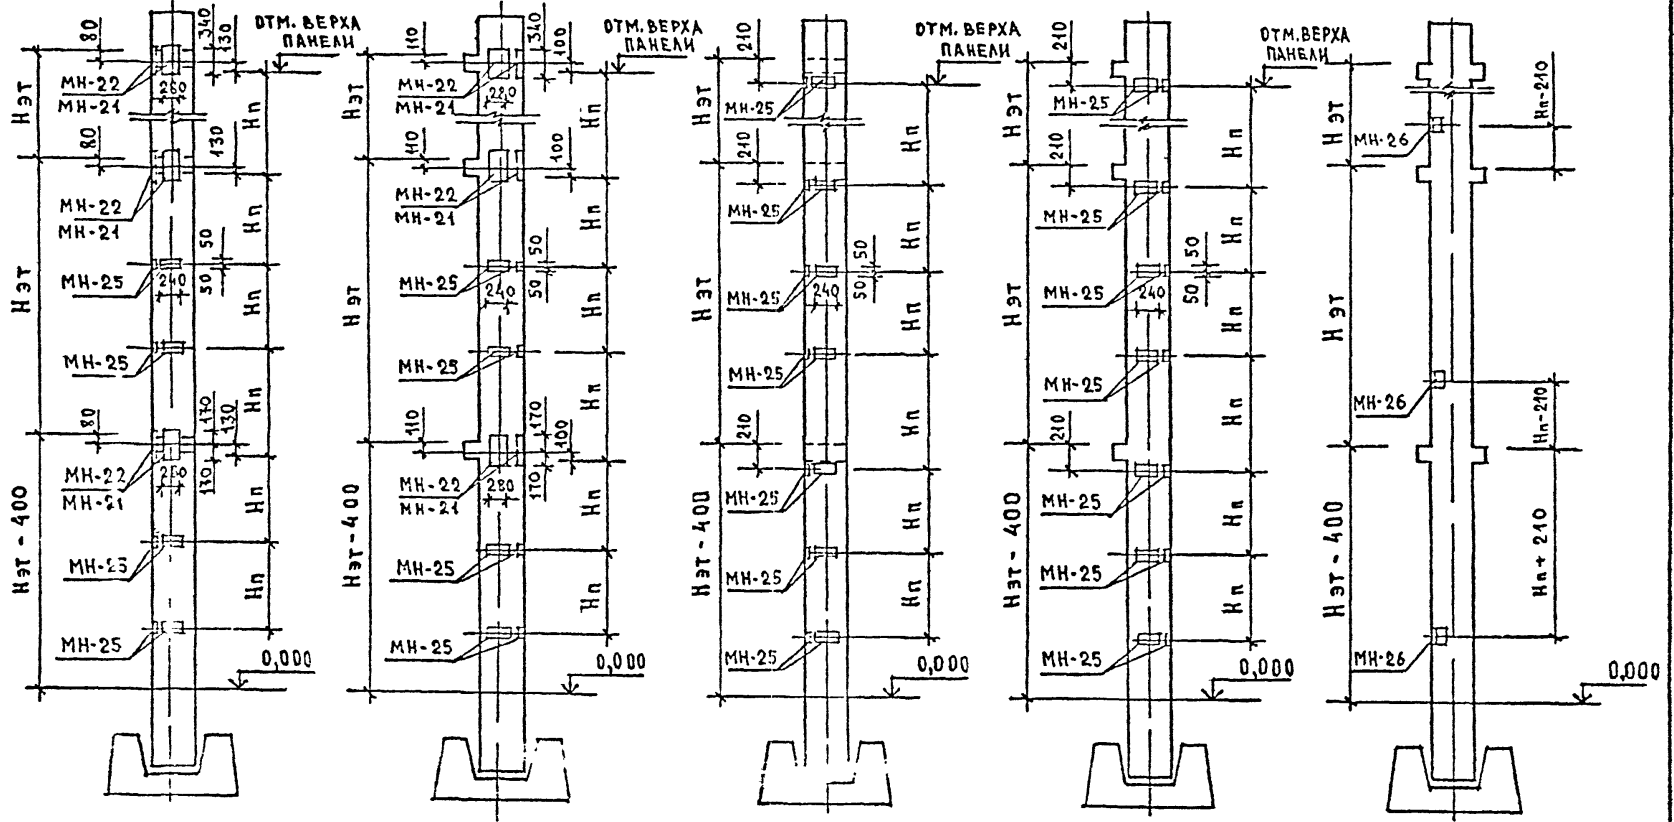 80
340
130
ОТМ. ВЕРХА
ПАНЕЛИ
Нэт
МН-22
МН-21
260
Нп
80
130
МН-22
МН-21
Нэт
50
50
МН-25
240
Нп
Нп
МН-25
Нп
80
170
130
МН-22
МН-21
130
Нэт-400
Нп
МН-25
Нп
МН-25
0,000
110
340
100
ОТМ. ВЕРХА
ПАНЕЛИ
Нэт
МН-22
МН-21
280
Нп
110
100
МН-22
МН-21
Нп
Нэт
50
50
МН-25
240
Нп
МН-25
Нп
110
170
100
МН-22
МН-21
280
170
Нэт-400
Нп
МН-25
Нп
МН-25
0,000
210
ОТМ. ВЕРХА
ПАНЕЛИ
Нэт
МН-25
Нп
210
МН-25
Нп
Нэт
50
50
МН-25
240
Нп
МН-25
Нп
210
МН-25
Нэт-400
Нп
МН-25
Нп
МН-25
0,000
210
ОТМ. ВЕРХА
ПАНЕЛИ
Нэт
МН-25
Нп
210
МН-25
Нп
Нэт
50
50
МН-25
240
Нп
МН-25
Нп
210
МН-25
Нэт-400
Нп
МН-25
Нп
МН-25
0,000
Нэт
Нп-210
МН-26
Нэт
МН-26
Нп-210
Нэт-400
Нп+210
МН-26
0,000